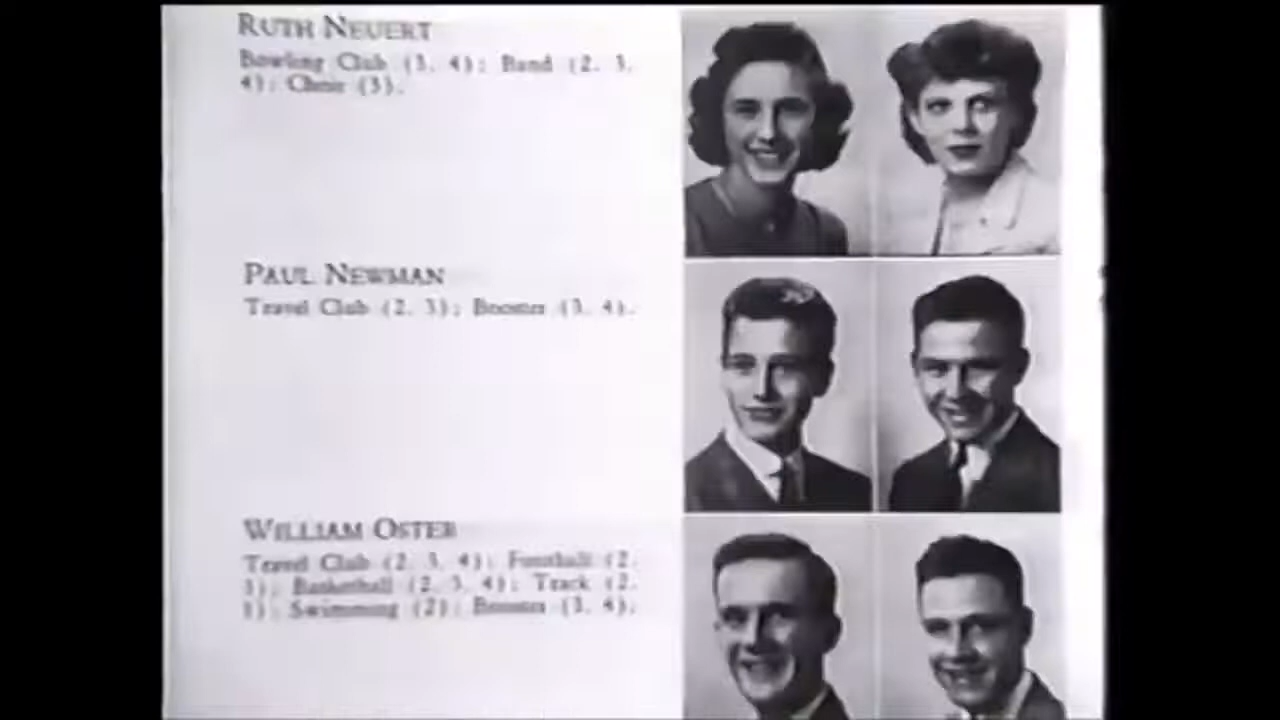 RUTH NEUERT
Bowling Club (3, 4); Band (2, 3,
4); Choir (3).
PAUL NEWMAN
Travel Club (2, 3); Booster (3, 4).
WILLIAM OSTER
Travel Club (2, 3, 4); Football (2,
3); Basketball (2, 3, 4); Track (2,
3); Swimming (2); Booster (3, 4).